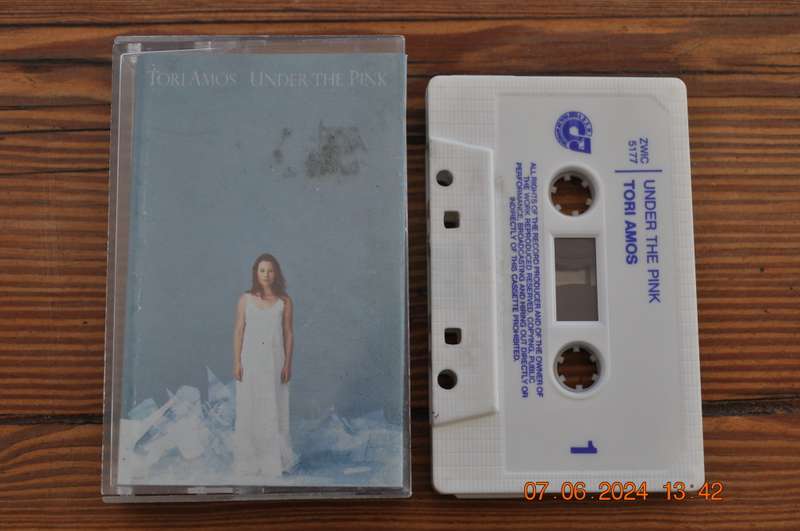 TORI AMOS UNDER THE PINK
ZWIC
5177
UNDER THE PINK
TORI AMOS
ALL RIGHTS OF THE RECORD PRODUCER AND OF THE OWNER OF
THE WORK REPRODUCED RESERVED. COPYING, PUBLIC
PERFORMANCE, BROADCASTING AND HIRING OUT DIRECTLY OR
INDIRECTLY OF THIS CASSETTE PROHIBITED.
1
07.06.2024 13:42